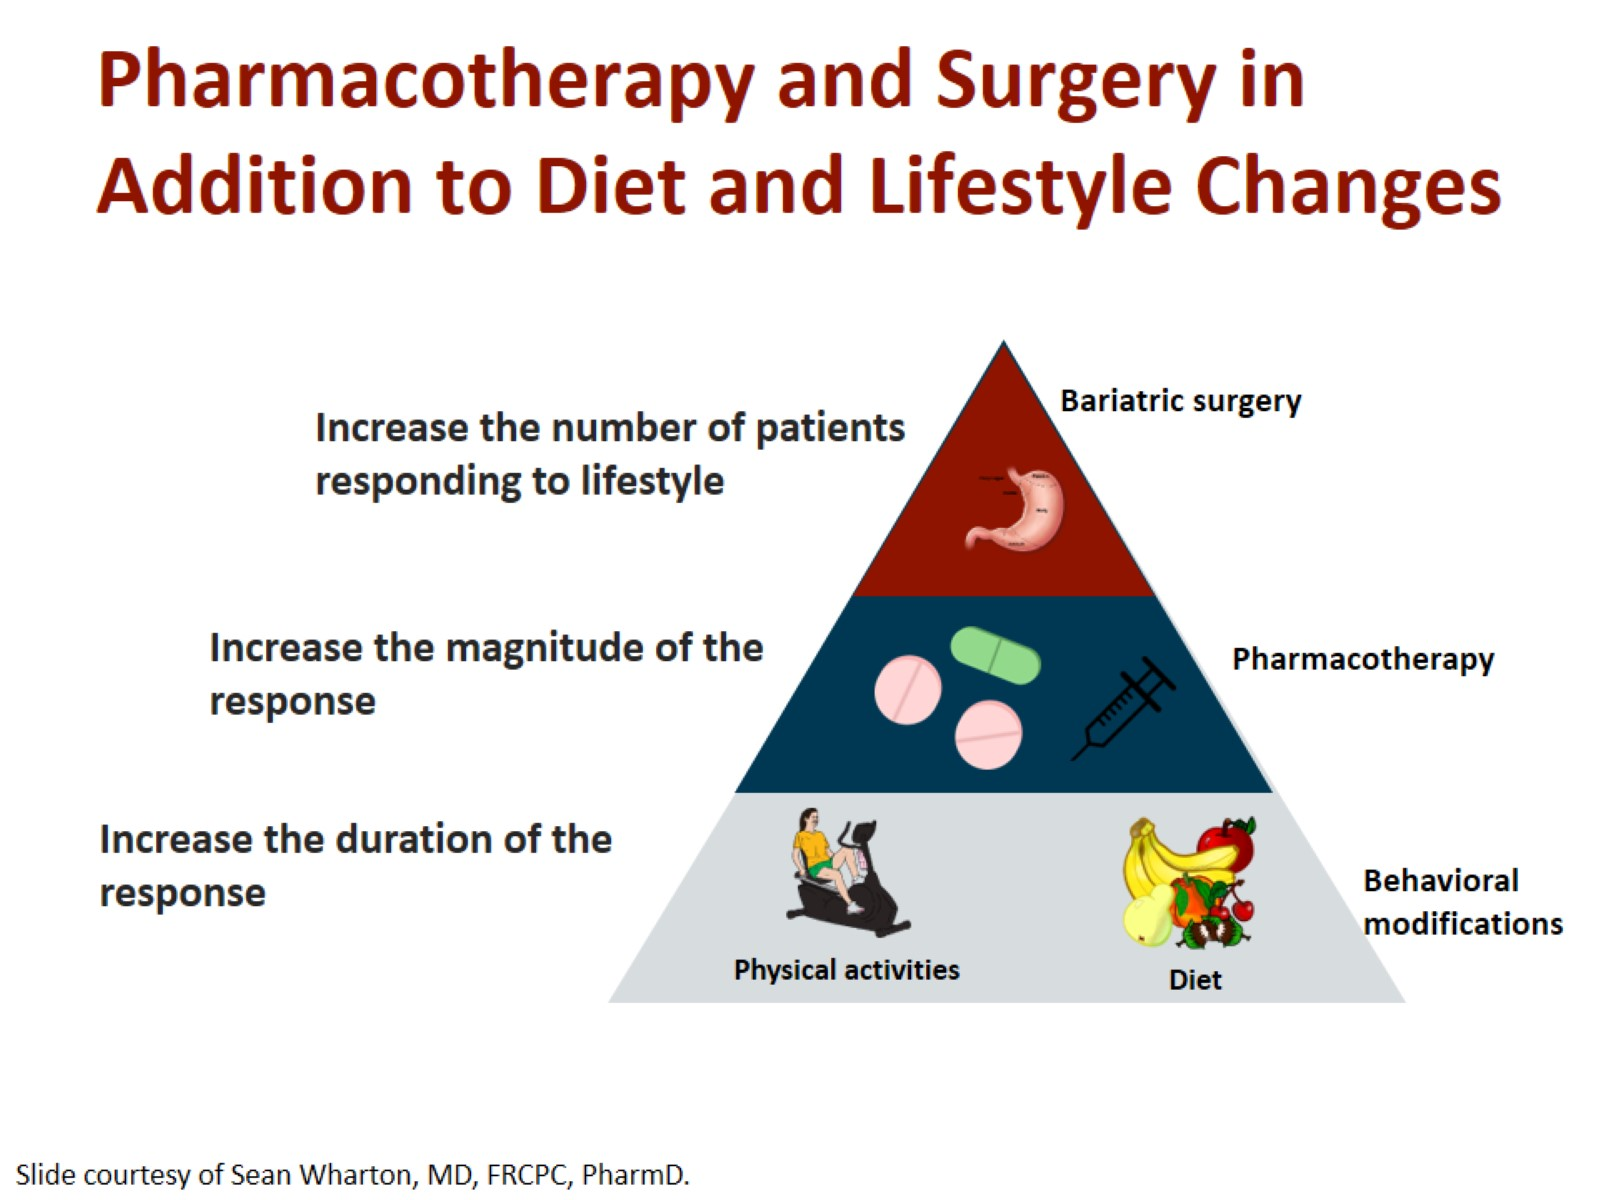 Pharmacotherapy and Surgery in
Addition to Diet and Lifestyle Changes
Increase the number of patients
responding to lifestyle
Bariatric surgery
Increase the magnitude of the
response
Pharmacotherapy
Increase the duration of the
response
Behavioral
modifications
Physical activities
Diet
Slide courtesy of Sean Wharton, MD, FRCPC, PharmD.